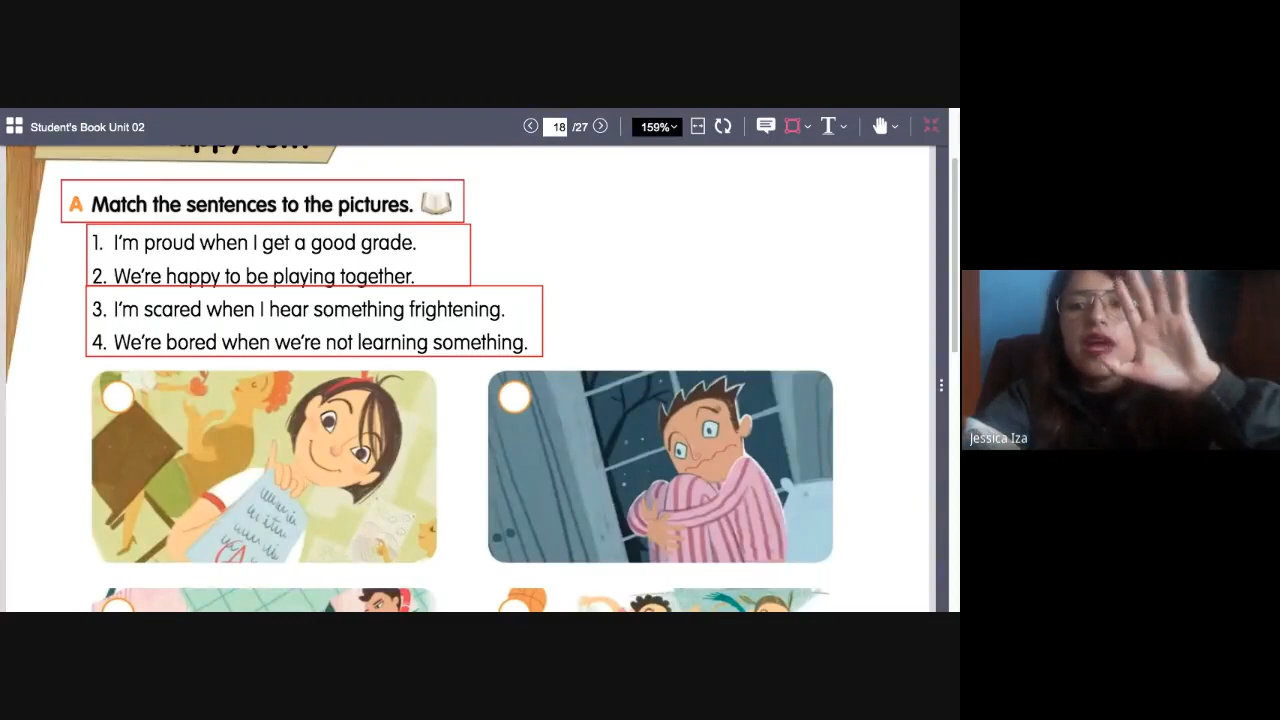 Student's Book Unit 02
18 /27
159%
T
A Match the sentences to the pictures.
1. I'm proud when I get a good grade.
2. We're happy to be playing together.
3. I'm scared when I hear something frightening.
4. We're bored when we're not learning something.
Jessica Iza